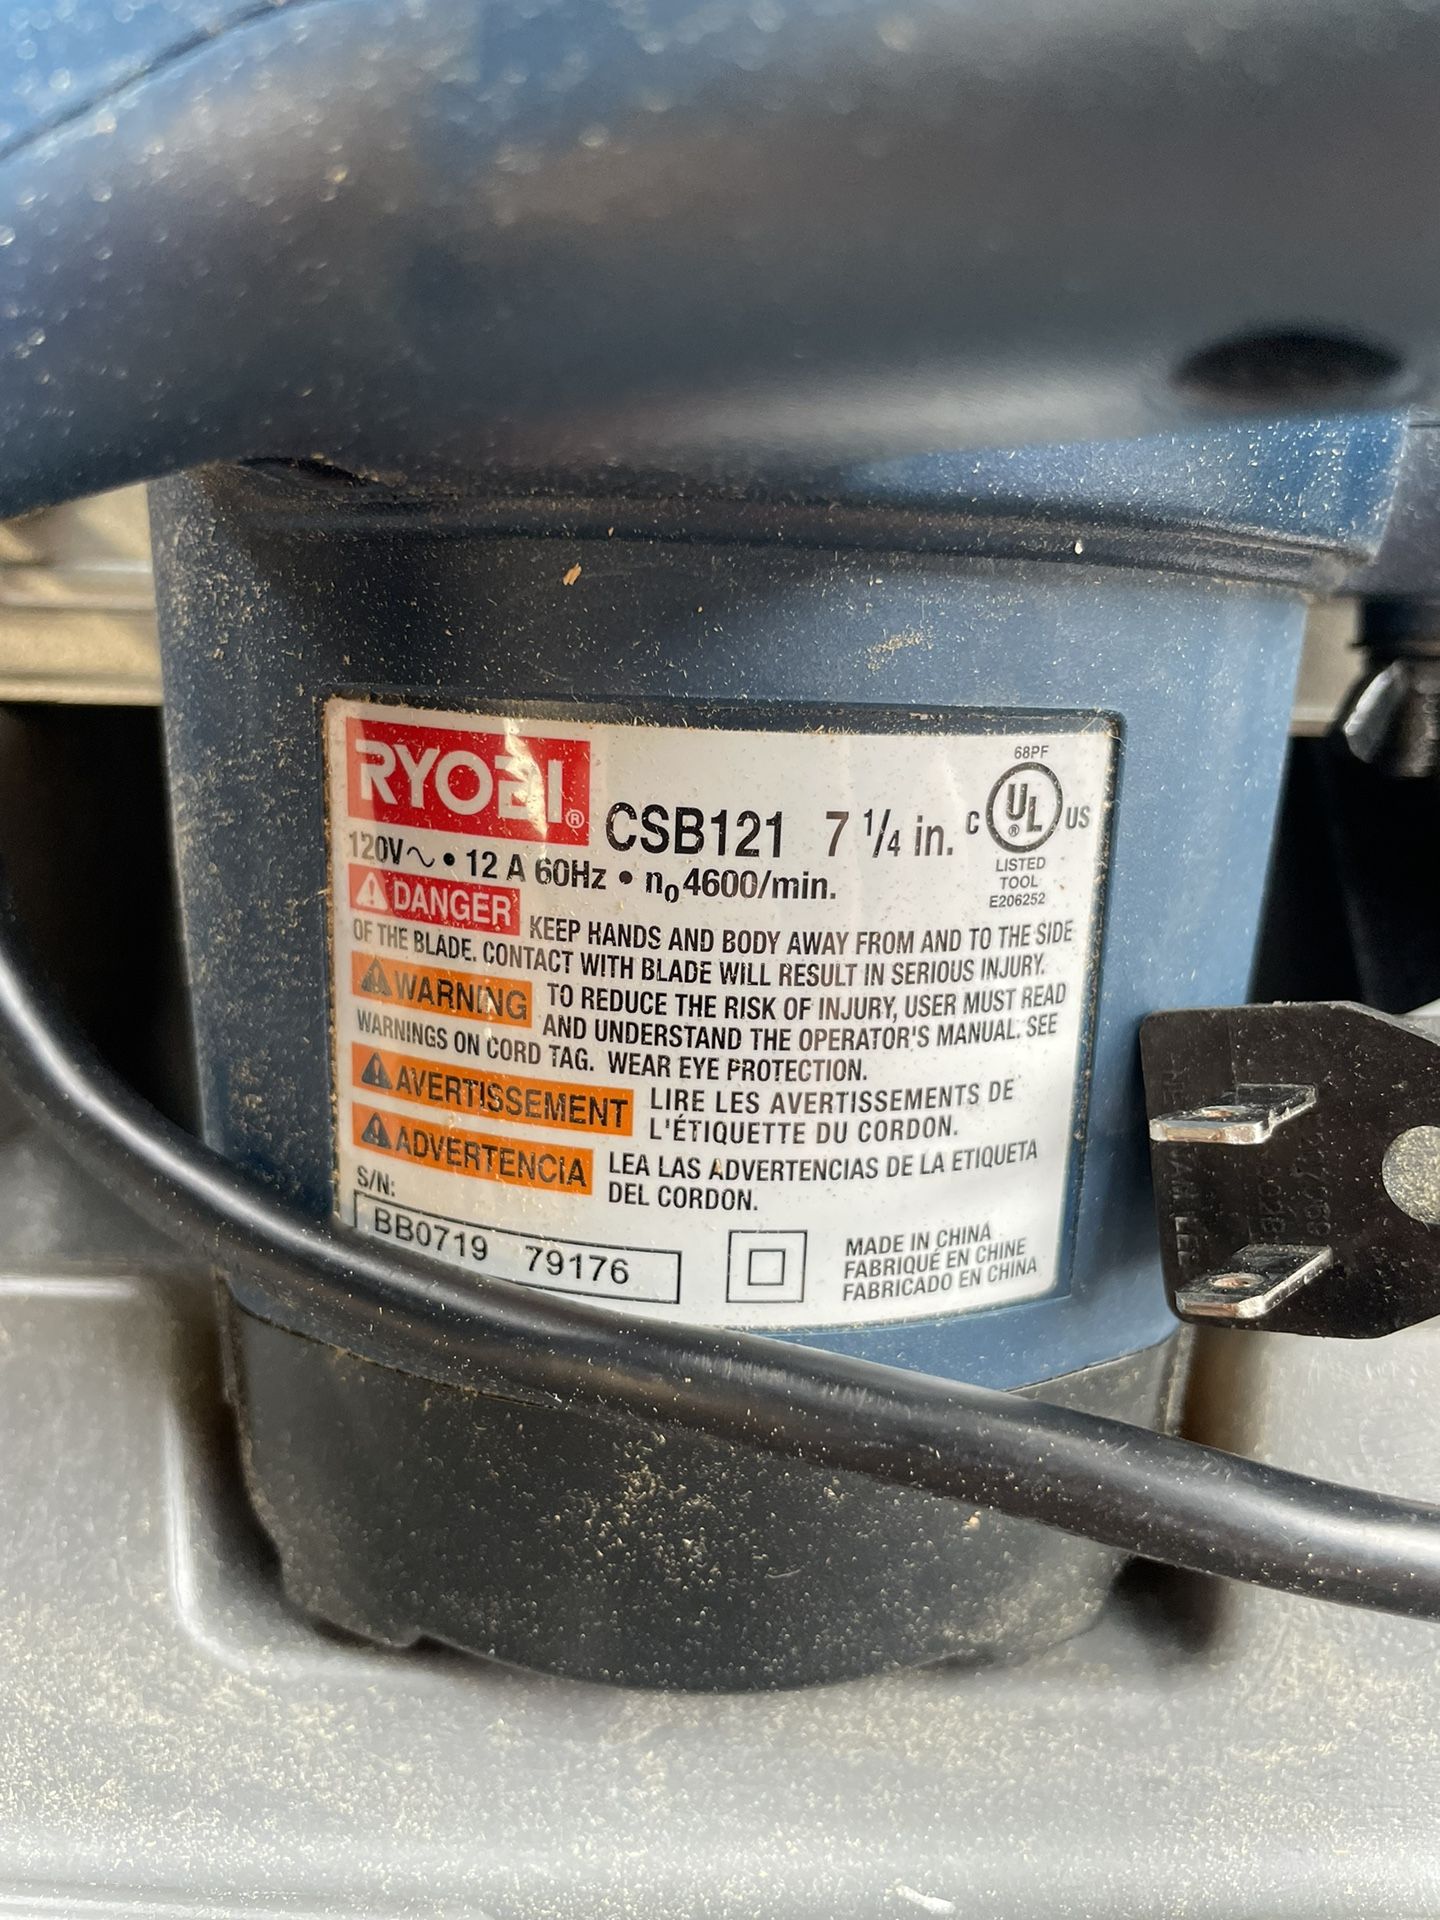 RYOBI®
CSB121 7 1/4 in.
68PF
C UL® US
LISTED
TOOL
E206252
120V~ • 12 A 60Hz • n₀4600/min.
⚠DANGER KEEP HANDS AND BODY AWAY FROM AND TO THE SIDE
OF THE BLADE. CONTACT WITH BLADE WILL RESULT IN SERIOUS INJURY.
⚠WARNING TO REDUCE THE RISK OF INJURY, USER MUST READ
AND UNDERSTAND THE OPERATOR'S MANUAL. SEE
WARNINGS ON CORD TAG. WEAR EYE PROTECTION.
⚠AVERTISSEMENT LIRE LES AVERTISSEMENTS DE
L'ÉTIQUETTE DU CORDON.
⚠ADVERTENCIA LEA LAS ADVERTENCIAS DE LA ETIQUETA
DEL CORDON.
S/N:
BB0719 79176
MADE IN CHINA
FABRIQUÉ EN CHINE
FABRICADO EN CHINA